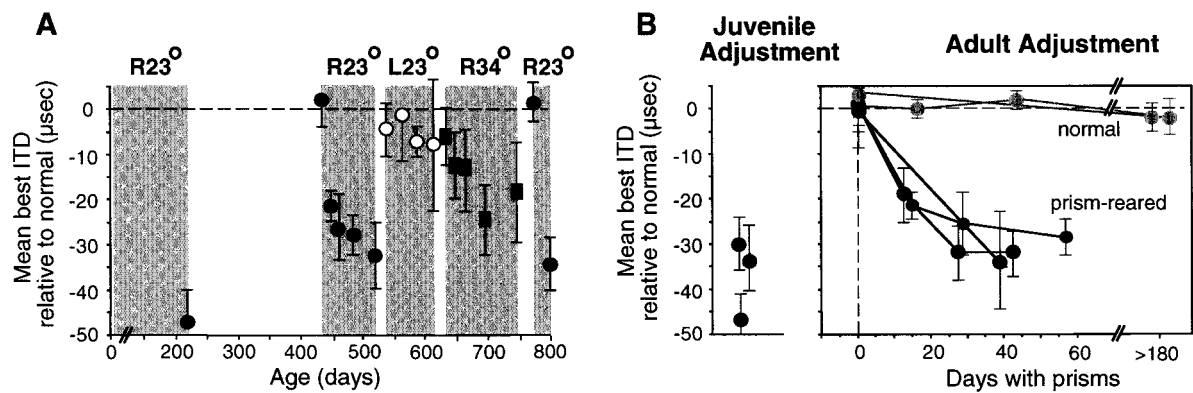 A
R23° R23° L23° R34° R23°
Mean best ITD
relative to normal (µsec)
0
-10
-20
-30
-40
-50
0 200 300 400 500 600 700 800
Age (days)
B
Juvenile
Adjustment
Adult Adjustment
Mean best ITD
relative to normal (µsec)
0
-10
-20
-30
-40
-50
normal
prism-reared
0 20 40 60 >180
Days with prisms